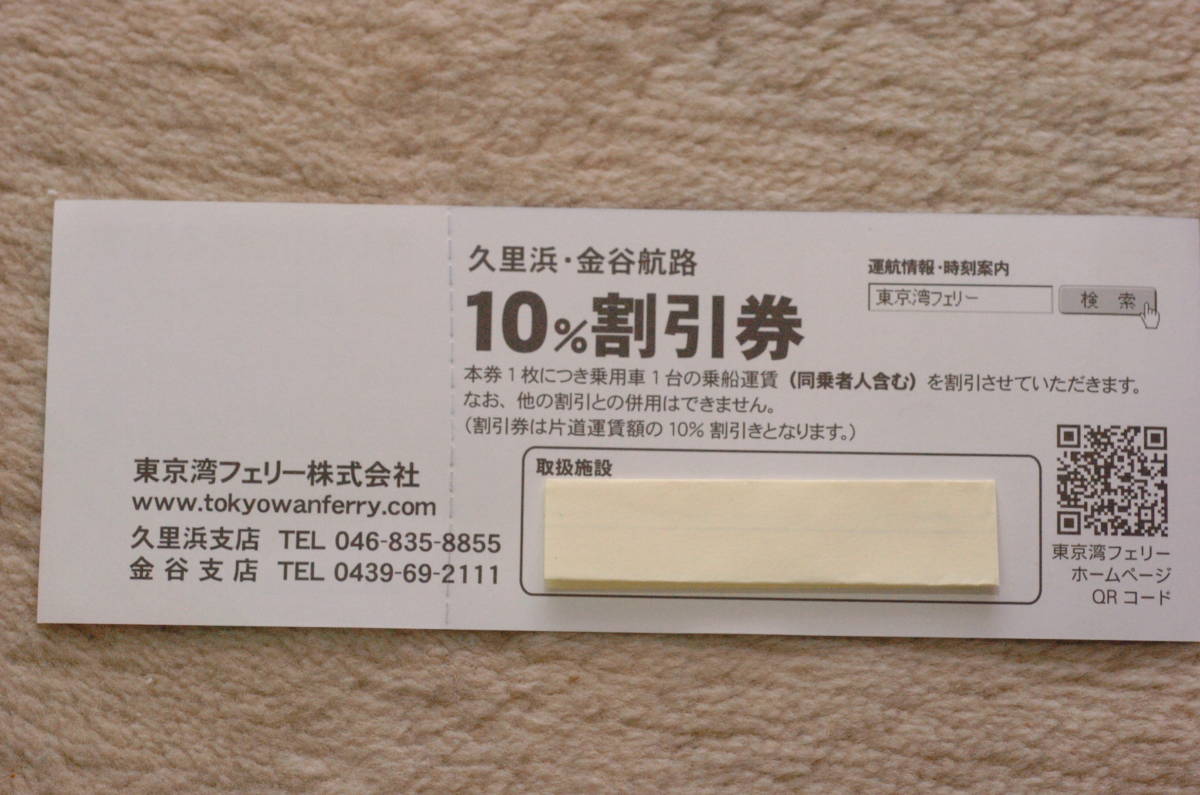 久里浜・金谷航路
10%割引券
本券1枚につき乗用車1台の乗船運賃(同乗者人含む)を割引させていただきます。
なお、他の割引との併用はできません。
(割引券は片道運賃額の10%割引きとなります。)
運航情報・時刻案内
東京湾フェリー 検索
取扱施設
東京湾フェリー
ホームページ
QRコード
東京湾フェリー株式会社
www.tokyowanferry.com
久里浜支店 TEL 046-835-8855
金谷支店 TEL 0439-69-2111